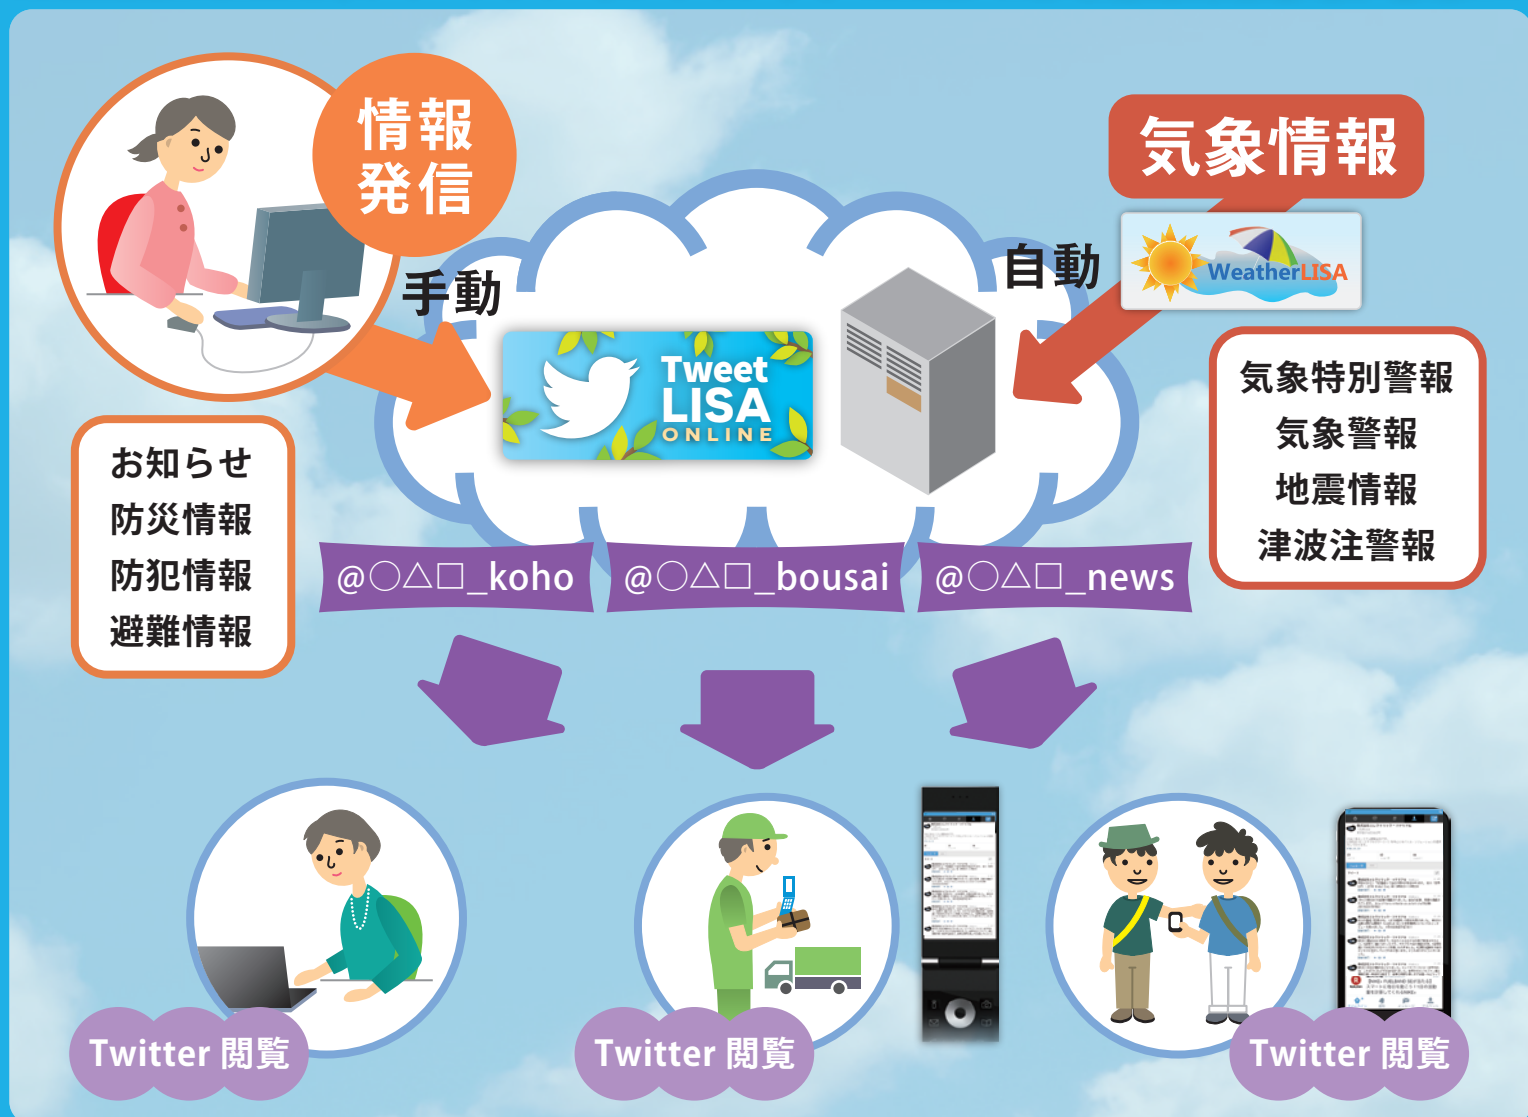 情報
発信
手動
気象情報
自動
WeatherLISA
Tweet
LISA
ONLINE
お知らせ
防災情報
防犯情報
避難情報
気象特別警報
気象警報
地震情報
津波注警報
@○△□_koho
@○△□_bousai
@○△□_news
Twitter 閲覧
Twitter 閲覧
Twitter 閲覧